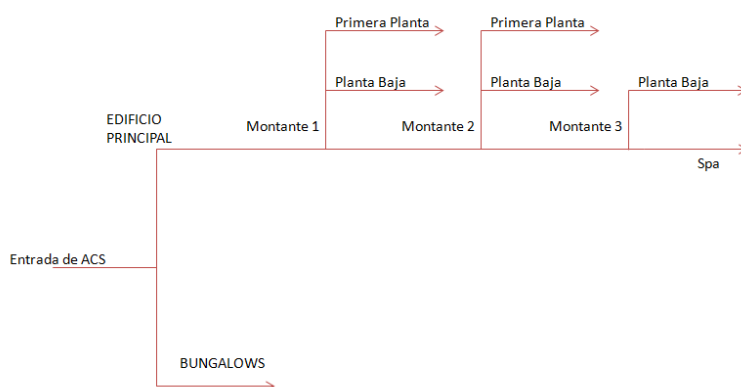 Primera Planta
Primera Planta
Planta Baja
Planta Baja
Planta Baja
EDIFICIO
PRINCIPAL
Montante 1
Montante 2
Montante 3
Spa
Entrada de ACS
BUNGALOWS